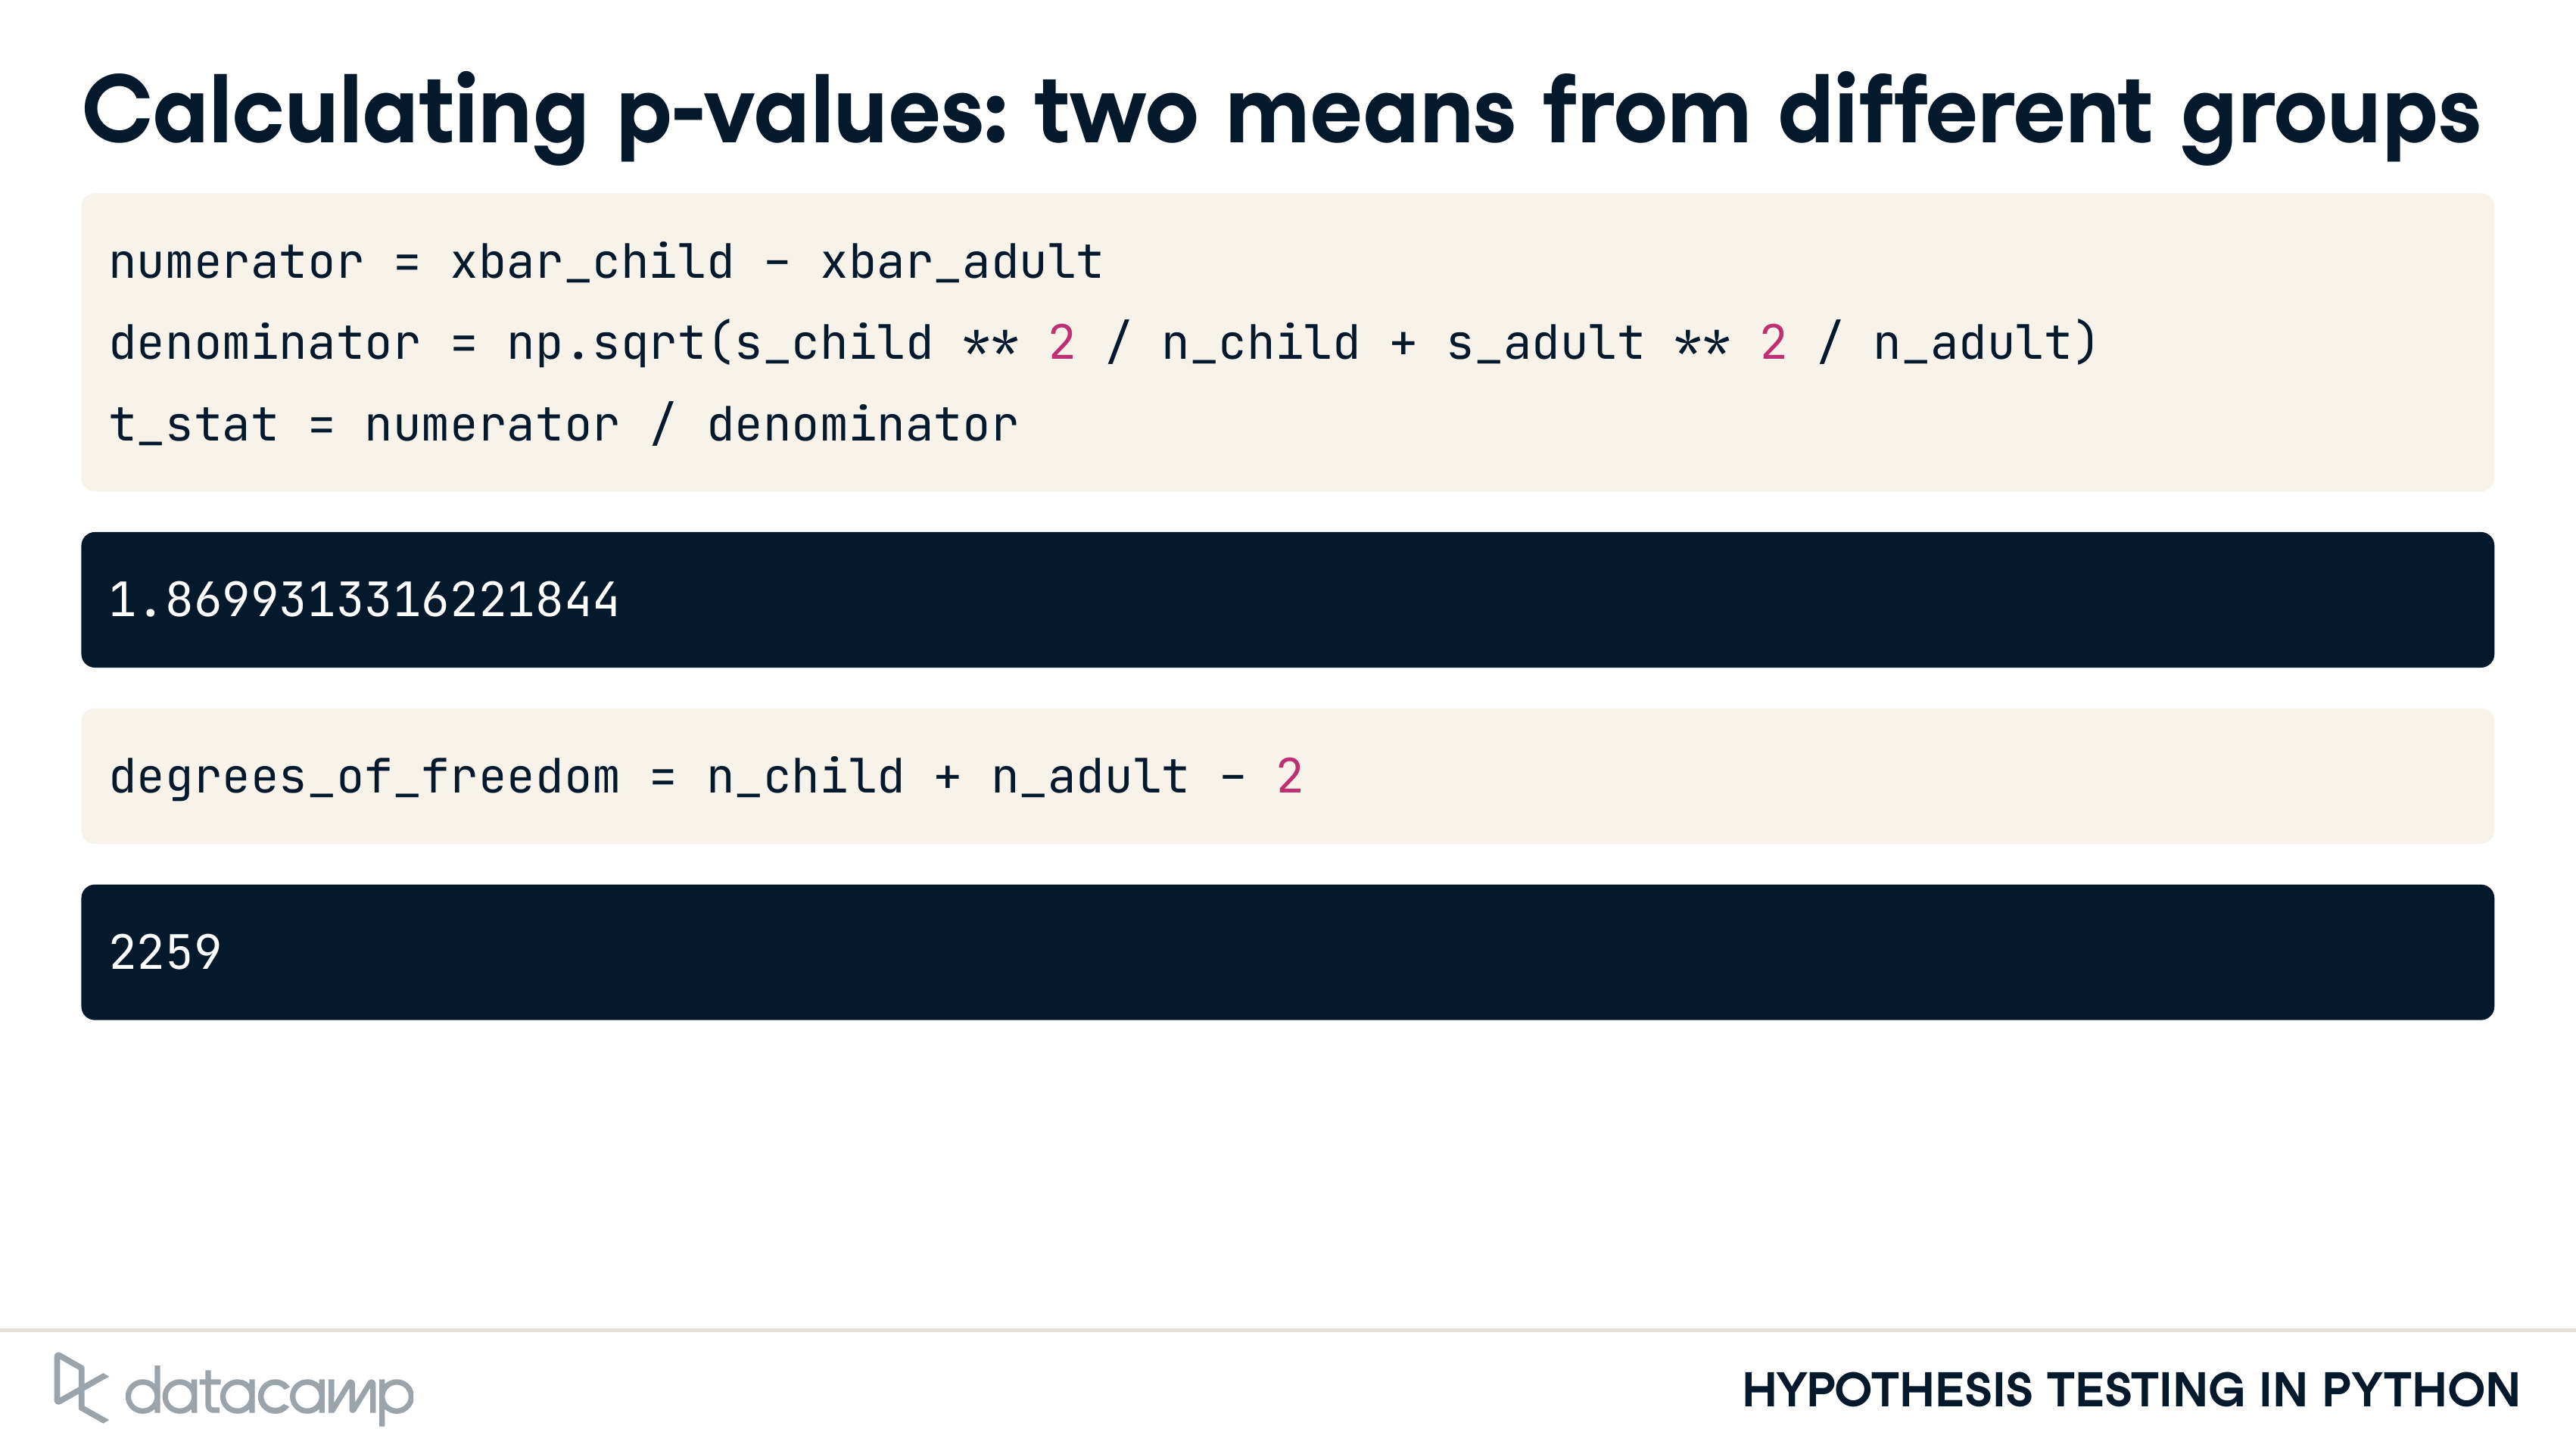 Calculating p-values: two means from different groups
numerator = xbar_child - xbar_adult
denominator = np.sqrt(s_child ** 2 / n_child + s_adult ** 2 / n_adult)
t_stat = numerator / denominator
1.8699313316221844
degrees_of_freedom = n_child + n_adult - 2
2259
datacamp
HYPOTHESIS TESTING IN PYTHON